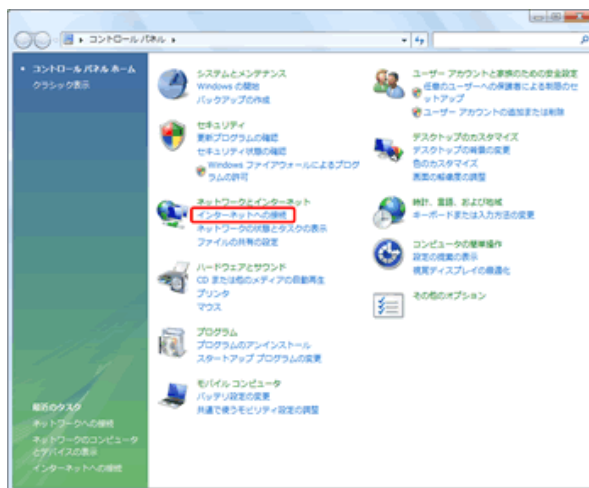 コントロール パネル
コントロール パネル ホーム
クラシック表示
システムとメンテナンス
Windows の開始
バックアップの作成
セキュリティ
更新プログラムの確認
セキュリティ状態の確認
Windows ファイアウォールによるプログ
ラムの許可
ネットワークとインターネット
インターネットへの接続
ネットワークの状態とタスクの表示
ファイルの共有の設定
ハードウェアとサウンド
CD または他のメディアの自動再生
プリンタ
マウス
プログラム
プログラムのアンインストール
スタートアップ プログラムの変更
モバイル コンピュータ
バッテリ設定の変更
共通で使うモビリティ設定の調整
ユーザー アカウントと家族のための安全設定
任意のユーザーへの保護者による制限のセ
ットアップ
ユーザー アカウントの追加または削除
デスクトップのカスタマイズ
デスクトップの背景の変更
色のカスタマイズ
画面の解像度の調整
時計、言語、および地域
キーボードまたは入力方法の変更
コンピュータの簡単操作
設定の提案の表示
視覚ディスプレイの最適化
その他のオプション
最近のタスク
ネットワークへの接続
ネットワークのコンピュータ
とデバイスの表示
インターネットへの接続